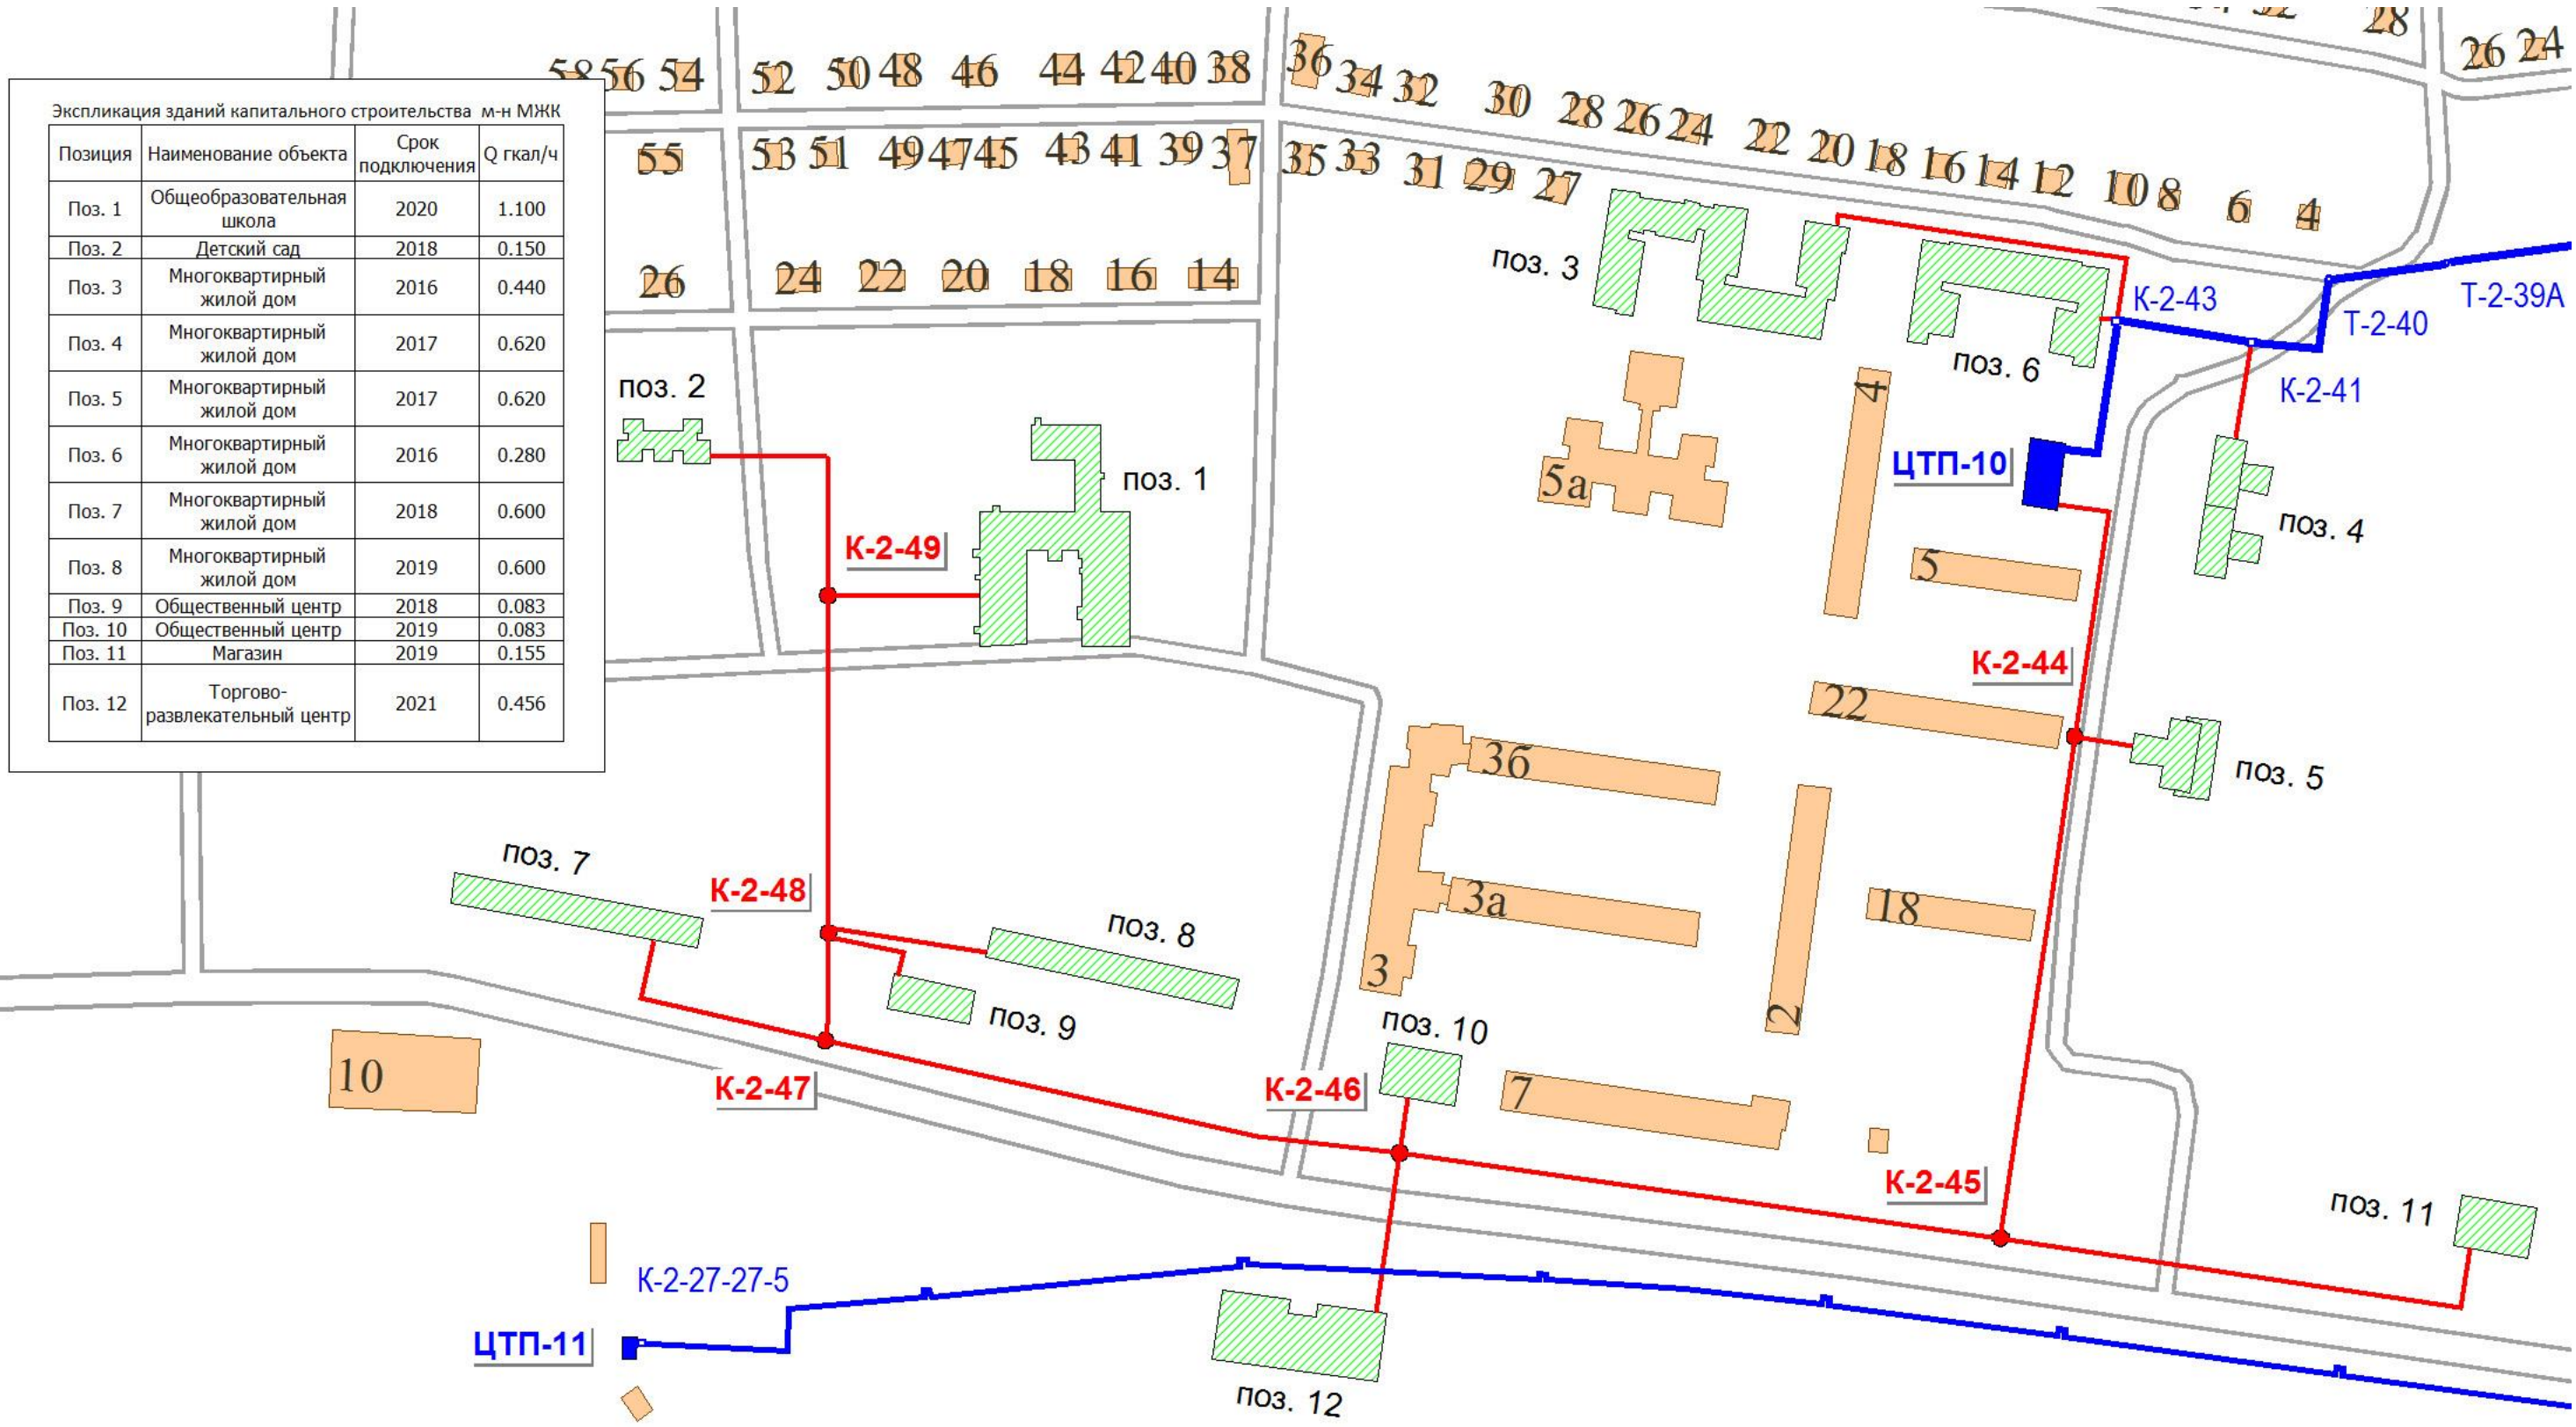 28
26 24
58 56 54 52 50 48 46 44 42 40 38 36 34 32 30 28 26 24 22 20 18 16 14 12 10 8 6 4
55 53 51 49 47 45 43 41 39 37 35 33 31 29 27
26 24 22 20 18 16 14
Экспликация зданий капитального строительства м-н МЖК
Позиция Наименование объекта Срок подключения Q гкал/ч
Поз. 1 Общеобразовательная школа 2020 1.100
Поз. 2 Детский сад 2018 0.150
Поз. 3 Многоквартирный жилой дом 2016 0.440
Поз. 4 Многоквартирный жилой дом 2017 0.620
Поз. 5 Многоквартирный жилой дом 2017 0.620
Поз. 6 Многоквартирный жилой дом 2016 0.280
Поз. 7 Многоквартирный жилой дом 2018 0.600
Поз. 8 Многоквартирный жилой дом 2019 0.600
Поз. 9 Общественный центр 2018 0.083
Поз. 10 Общественный центр 2019 0.083
Поз. 11 Магазин 2019 0.155
Поз. 12 Торгово-развлекательный центр 2021 0.456
поз. 3
К-2-43
Т-2-39А
Т-2-40
поз. 6
поз. 2
К-2-41
4
поз. 1
5а
ЦТП-10
поз. 4
К-2-49
5
К-2-44
22
3б
поз. 5
поз. 7
К-2-48
поз. 8
3а
18
3
поз. 9
поз. 10
2
10
К-2-47
К-2-46
7
К-2-45
поз. 11
К-2-27-27-5
ЦТП-11
поз. 12